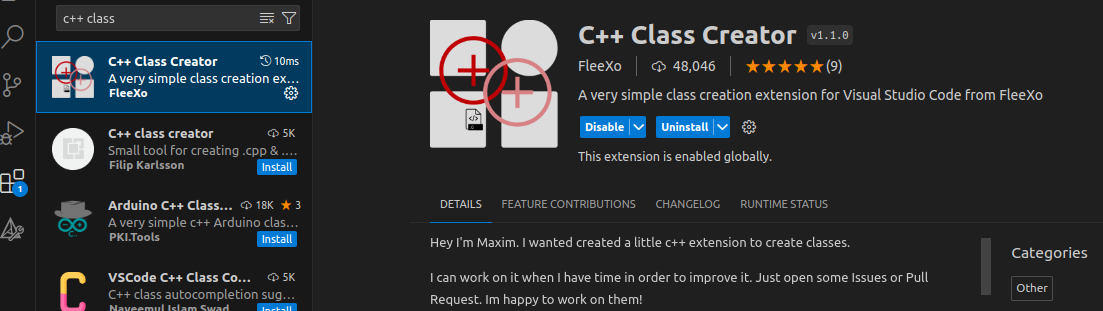 c++ class
C++ Class Creator
10ms
A very simple class creation ex...
FleeXo
C++ class creator
5K
Small tool for creating .cpp & ....
Filip Karlsson
Install
Arduino C++ Class...
18K
3
A very simple c++ Arduino clas...
PKI.Tools
Install
VSCode C++ Class Co...
5K
C++ class autocompletion sug...
Nayeemul Islam Swad
Install
1
C++ Class Creator
v1.1.0
FleeXo
48,046
(9)
A very simple class creation extension for Visual Studio Code from FleeXo
Disable
Uninstall
This extension is enabled globally.
DETAILS
FEATURE CONTRIBUTIONS
CHANGELOG
RUNTIME STATUS
Hey I'm Maxim. I wanted created a little c++ extension to create classes.
I can work on it when I have time in order to improve it. Just open some Issues or Pull
Request. Im happy to work on them!
Categories
Other